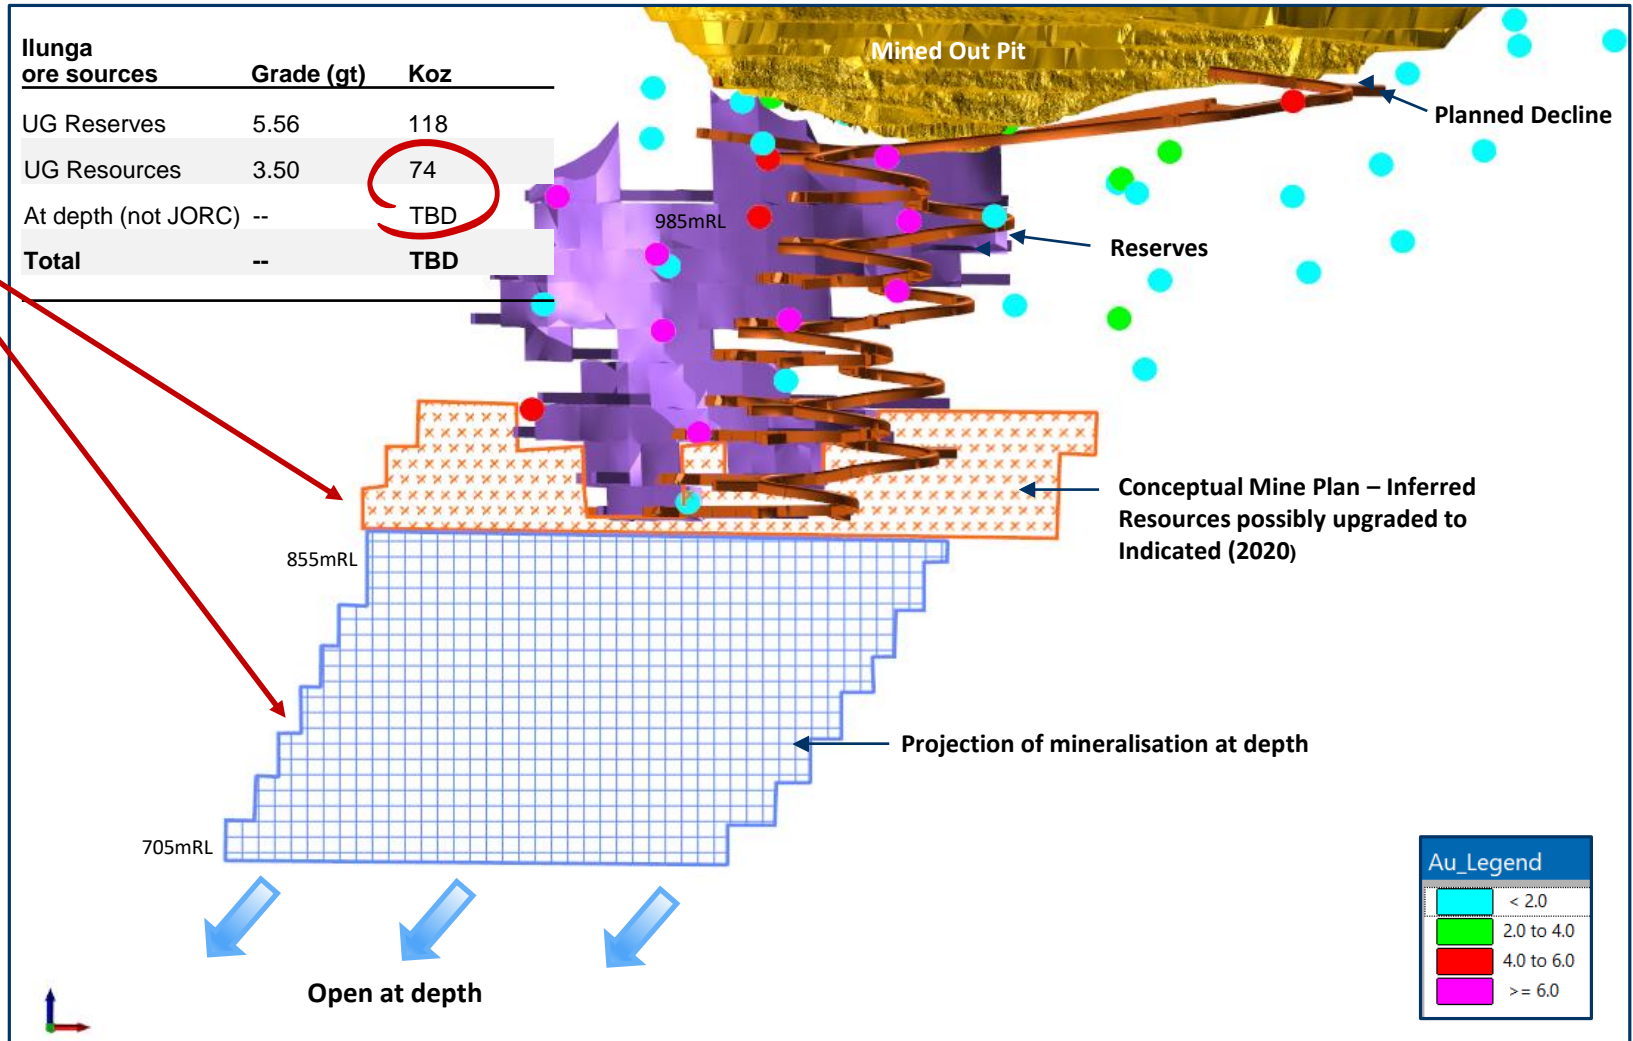 Ilunga
ore sources Grade (gt) Koz
UG Reserves 5.56 118
UG Resources 3.50 74
At depth (not JORC) -- TBD
Total -- TBD
Mined Out Pit
Planned Decline
985mRL
Reserves
Conceptual Mine Plan – Inferred
Resources possibly upgraded to
Indicated (2020)
855mRL
Projection of mineralisation at depth
705mRL
Open at depth
Au_Legend
< 2.0
2.0 to 4.0
4.0 to 6.0
>= 6.0